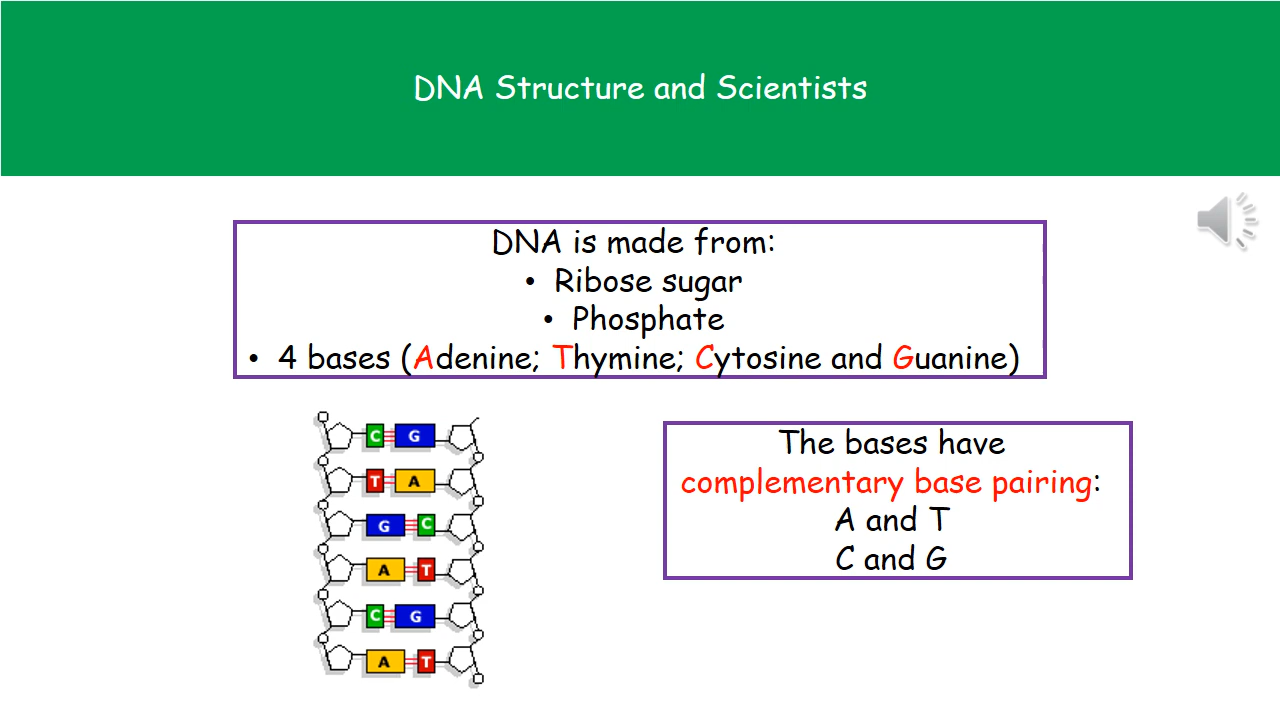 DNA Structure and Scientists
DNA is made from:
• Ribose sugar
• Phosphate
• 4 bases (Adenine; Thymine; Cytosine and Guanine)
C G
T A
G C
A T
C G
A T
The bases have
complementary base pairing:
A and T
C and G